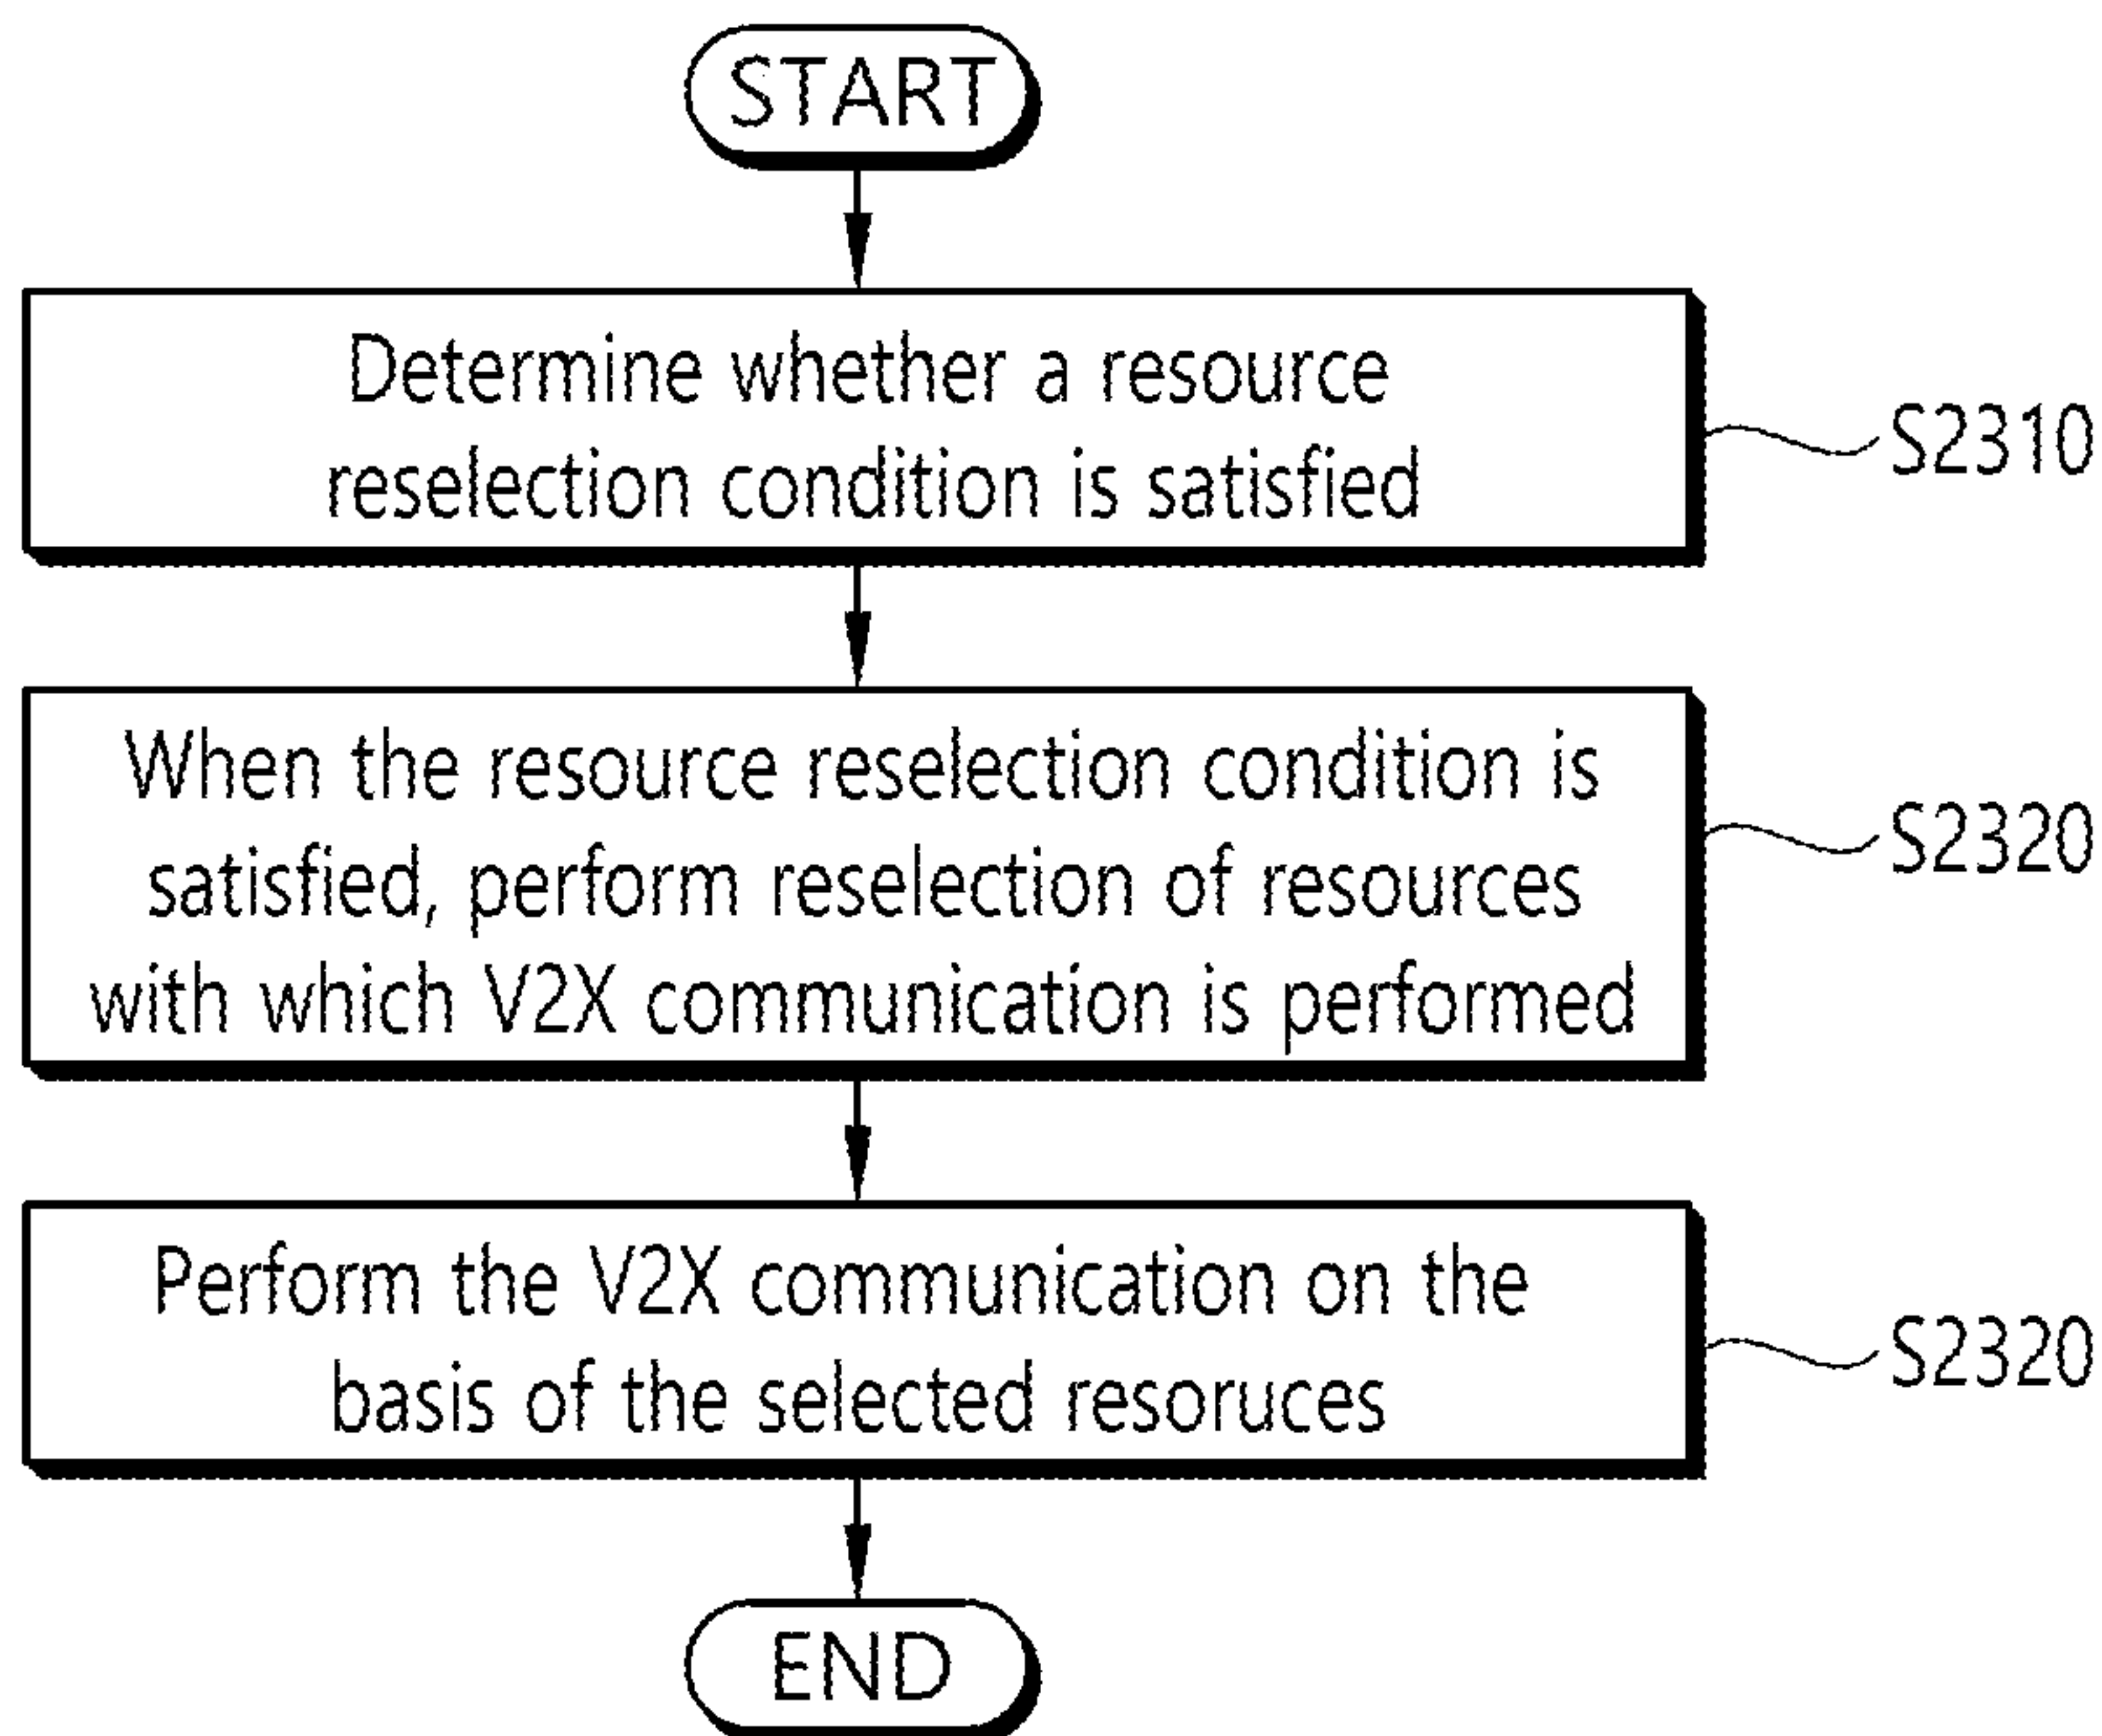 START
Determine whether a resource
reselection condition is satisfied
S2310
When the resource reselection condition is
satisfied, perform reselection of resources
with which V2X communication is performed
S2320
Perform the V2X communication on the
basis of the selected resoruces
S2320
END